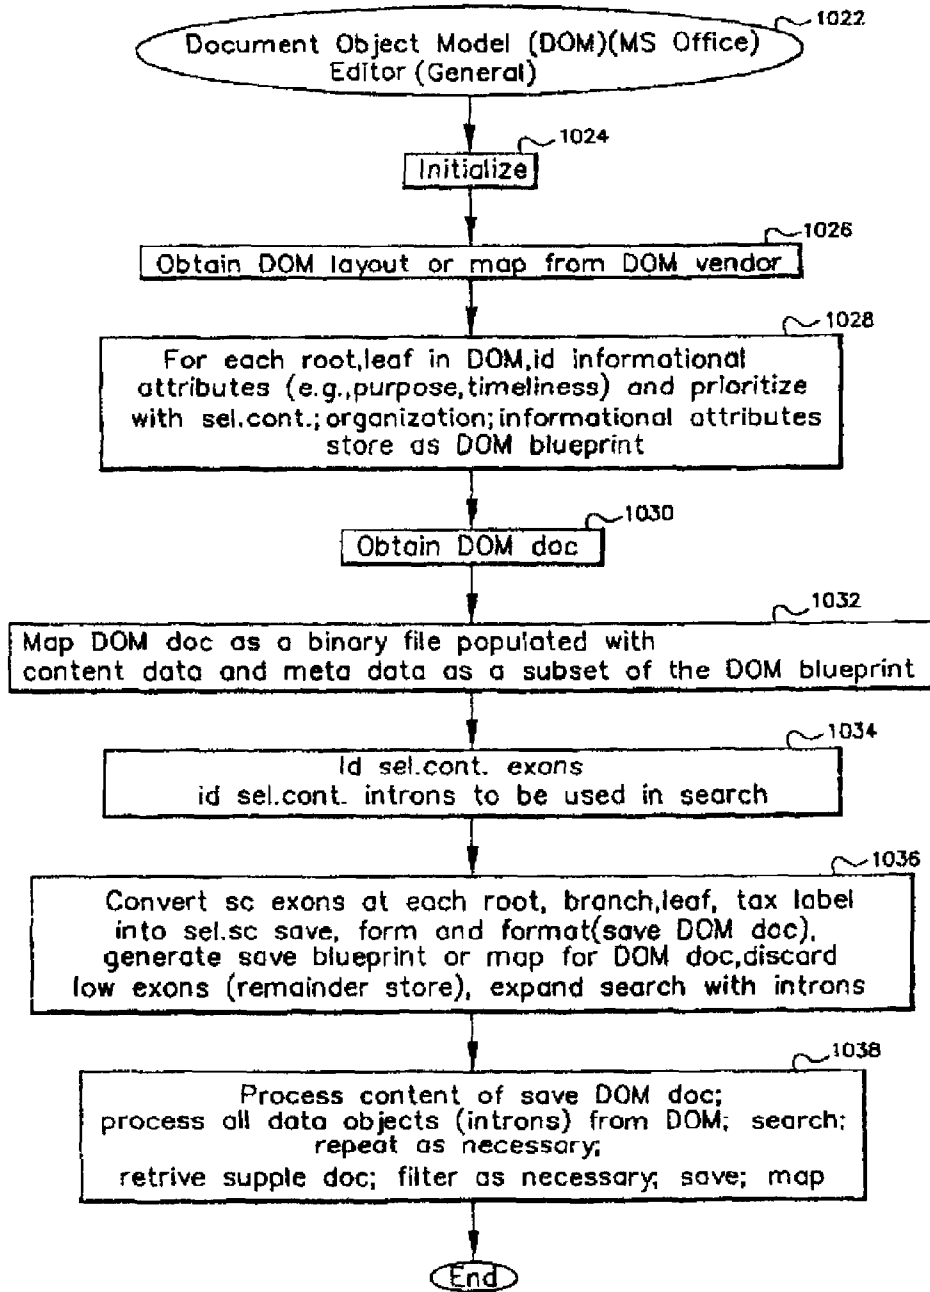 1022
Document Object Model (DOM)(MS Office)
Editor (General)
1024
Initialize
1026
Obtain DOM layout or map from DOM vendor
1028
For each root,leaf in DOM,id informational
attributes (e.g.,purpose,timeliness) and prioritize
with sel.cont.; organization; informational attributes
store as DOM blueprint
1030
Obtain DOM doc
1032
Map DOM doc as a binary file populated with
content data and meta data as a subset of the DOM blueprint
1034
Id sel.cont. exons
id sel.cont. introns to be used in search
1036
Convert sc exons at each root, branch,leaf, tax label
into sel.sc save, form and format(save DOM doc),
generate save blueprint or map for DOM doc,discard
low exons (remainder store), expand search with introns
1038
Process content of save DOM doc;
process all data objects (introns) from DOM; search;
repeat as necessary;
retrive supple doc; filter as necessary; save; map
End